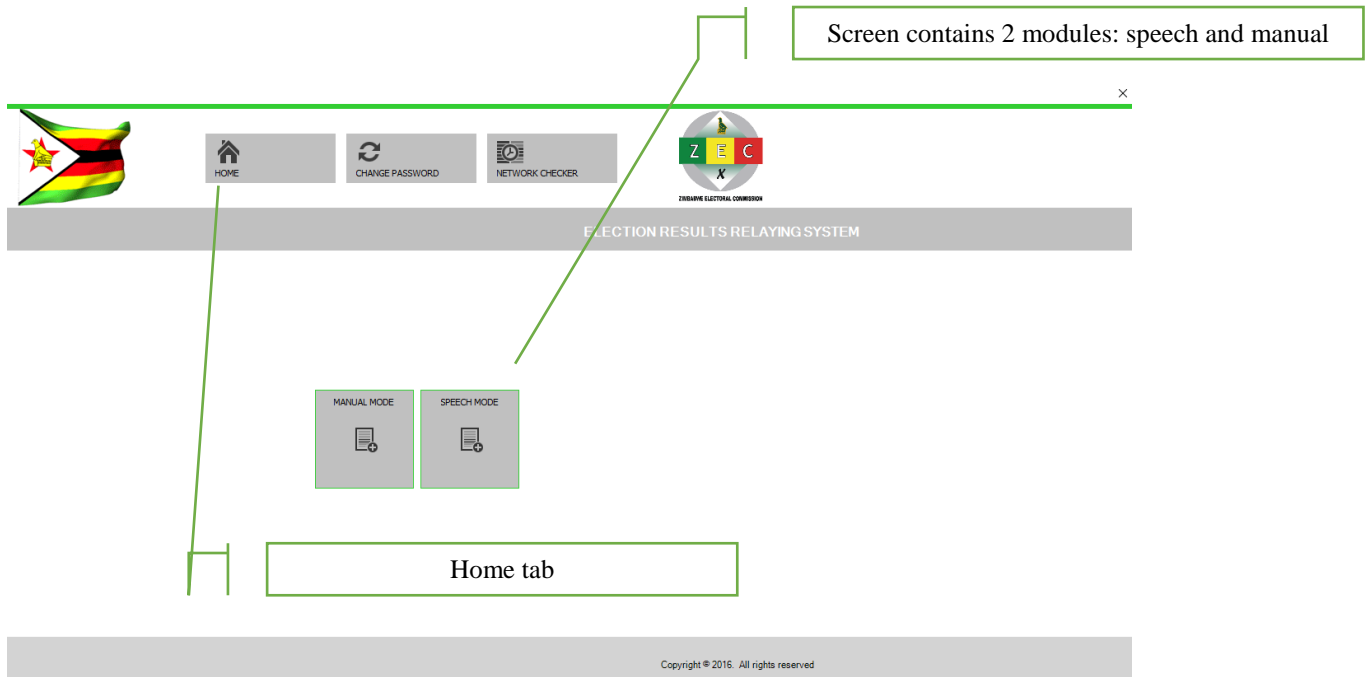 Screen contains 2 modules: speech and manual
×
HOME
CHANGE PASSWORD
NETWORK CHECKER
Z E C
X
ZIMBABWE ELECTORAL COMMISSION
ELECTION RESULTS RELAYING SYSTEM
MANUAL MODE
SPEECH MODE
Home tab
Copyright © 2016. All rights reserved